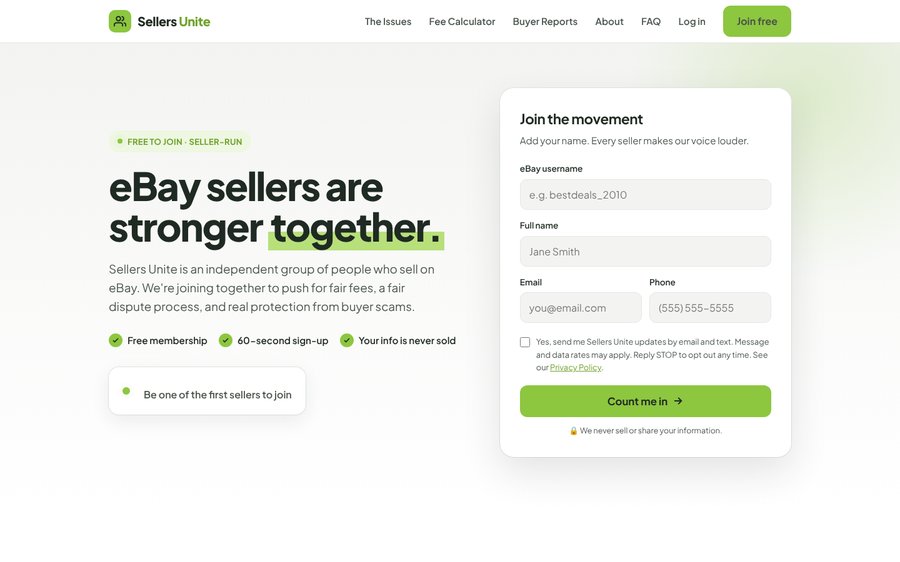 Sellers Unite
The Issues
Fee Calculator
Buyer Reports
About
FAQ
Log in
Join free
FREE TO JOIN · SELLER-RUN
eBay sellers are
stronger together.
Sellers Unite is an independent group of people who sell on
eBay. We're joining together to push for fair fees, a fair
dispute process, and real protection from buyer scams.
Free membership
60-second sign-up
Your info is never sold
Be one of the first sellers to join
Join the movement
Add your name. Every seller makes our voice louder.
eBay username
e.g. bestdeals_2010
Full name
Jane Smith
Email
Phone
you@email.com
(555) 555-5555
Yes, send me Sellers Unite updates by email and text. Message
and data rates may apply. Reply STOP to opt out any time. See
our Privacy Policy.
Count me in →
🔒 We never sell or share your information.